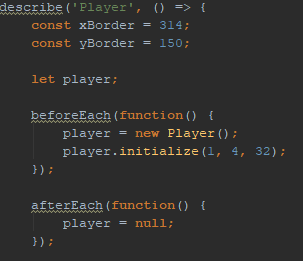 describe('Player', () => {
    const xBorder = 314;
    const yBorder = 150;

    let player;

    beforeEach(function() {
        player = new Player();
        player.initialize(1, 4, 32);
    });

    afterEach(function() {
        player = null;
    });